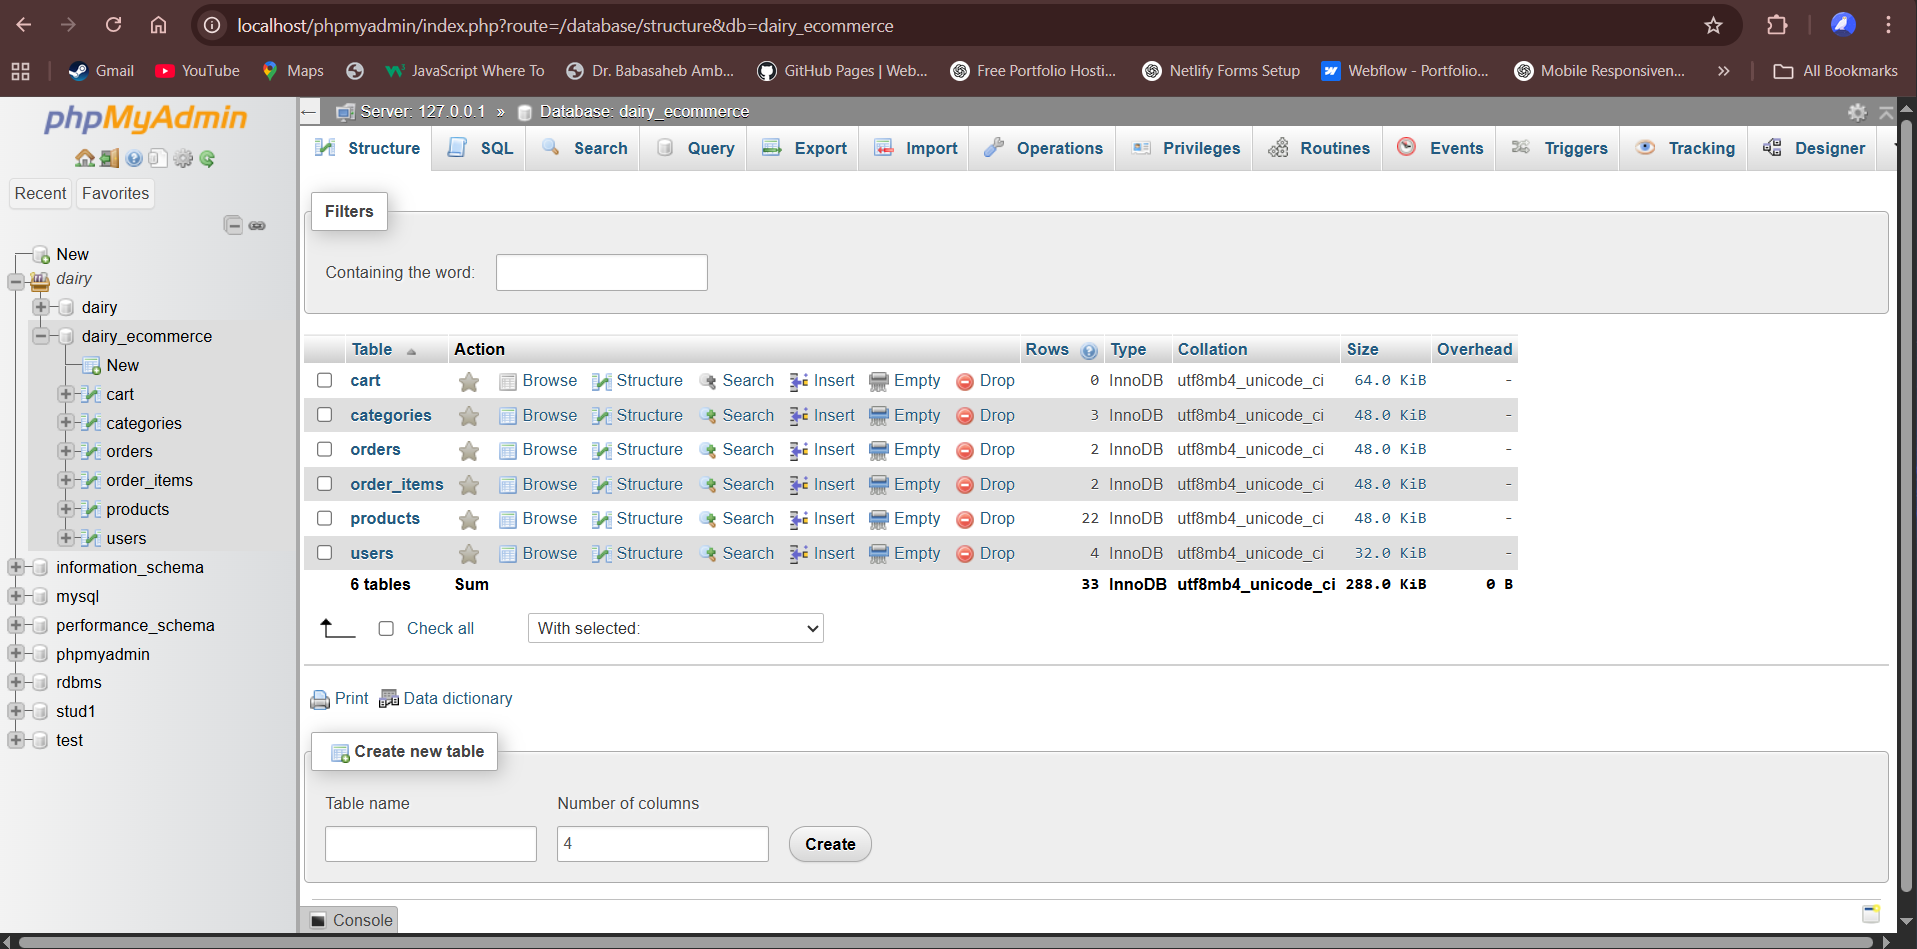 localhost/phpmyadmin/index.php?route=/database/structure&db=dairy_ecommerce
Gmail YouTube Maps JavaScript Where To Dr. Babasaheb Amb... GitHub Pages | Web... Free Portfolio Hosti... Netlify Forms Setup Webflow - Portfolio... Mobile Responsiven... » All Bookmarks
phpMyAdmin
Recent Favorites
New
dairy
dairy
dairy_ecommerce
New
cart
categories
orders
order_items
products
users
information_schema
mysql
performance_schema
phpmyadmin
rdbms
stud1
test
Server: 127.0.0.1 » Database: dairy_ecommerce
Structure SQL Search Query Export Import Operations Privileges Routines Events Triggers Tracking Designer
Filters
Containing the word:
Table Action Rows Type Collation Size Overhead
cart Browse Structure Search Insert Empty Drop 0 InnoDB utf8mb4_unicode_ci 64.0 KiB -
categories Browse Structure Search Insert Empty Drop 3 InnoDB utf8mb4_unicode_ci 48.0 KiB -
orders Browse Structure Search Insert Empty Drop 2 InnoDB utf8mb4_unicode_ci 48.0 KiB -
order_items Browse Structure Search Insert Empty Drop 2 InnoDB utf8mb4_unicode_ci 48.0 KiB -
products Browse Structure Search Insert Empty Drop 22 InnoDB utf8mb4_unicode_ci 48.0 KiB -
users Browse Structure Search Insert Empty Drop 4 InnoDB utf8mb4_unicode_ci 32.0 KiB -
6 tables Sum 33 InnoDB utf8mb4_unicode_ci 288.0 KiB 0 B
Check all With selected:
Print Data dictionary
Create new table
Table name Number of columns
4 Create
Console